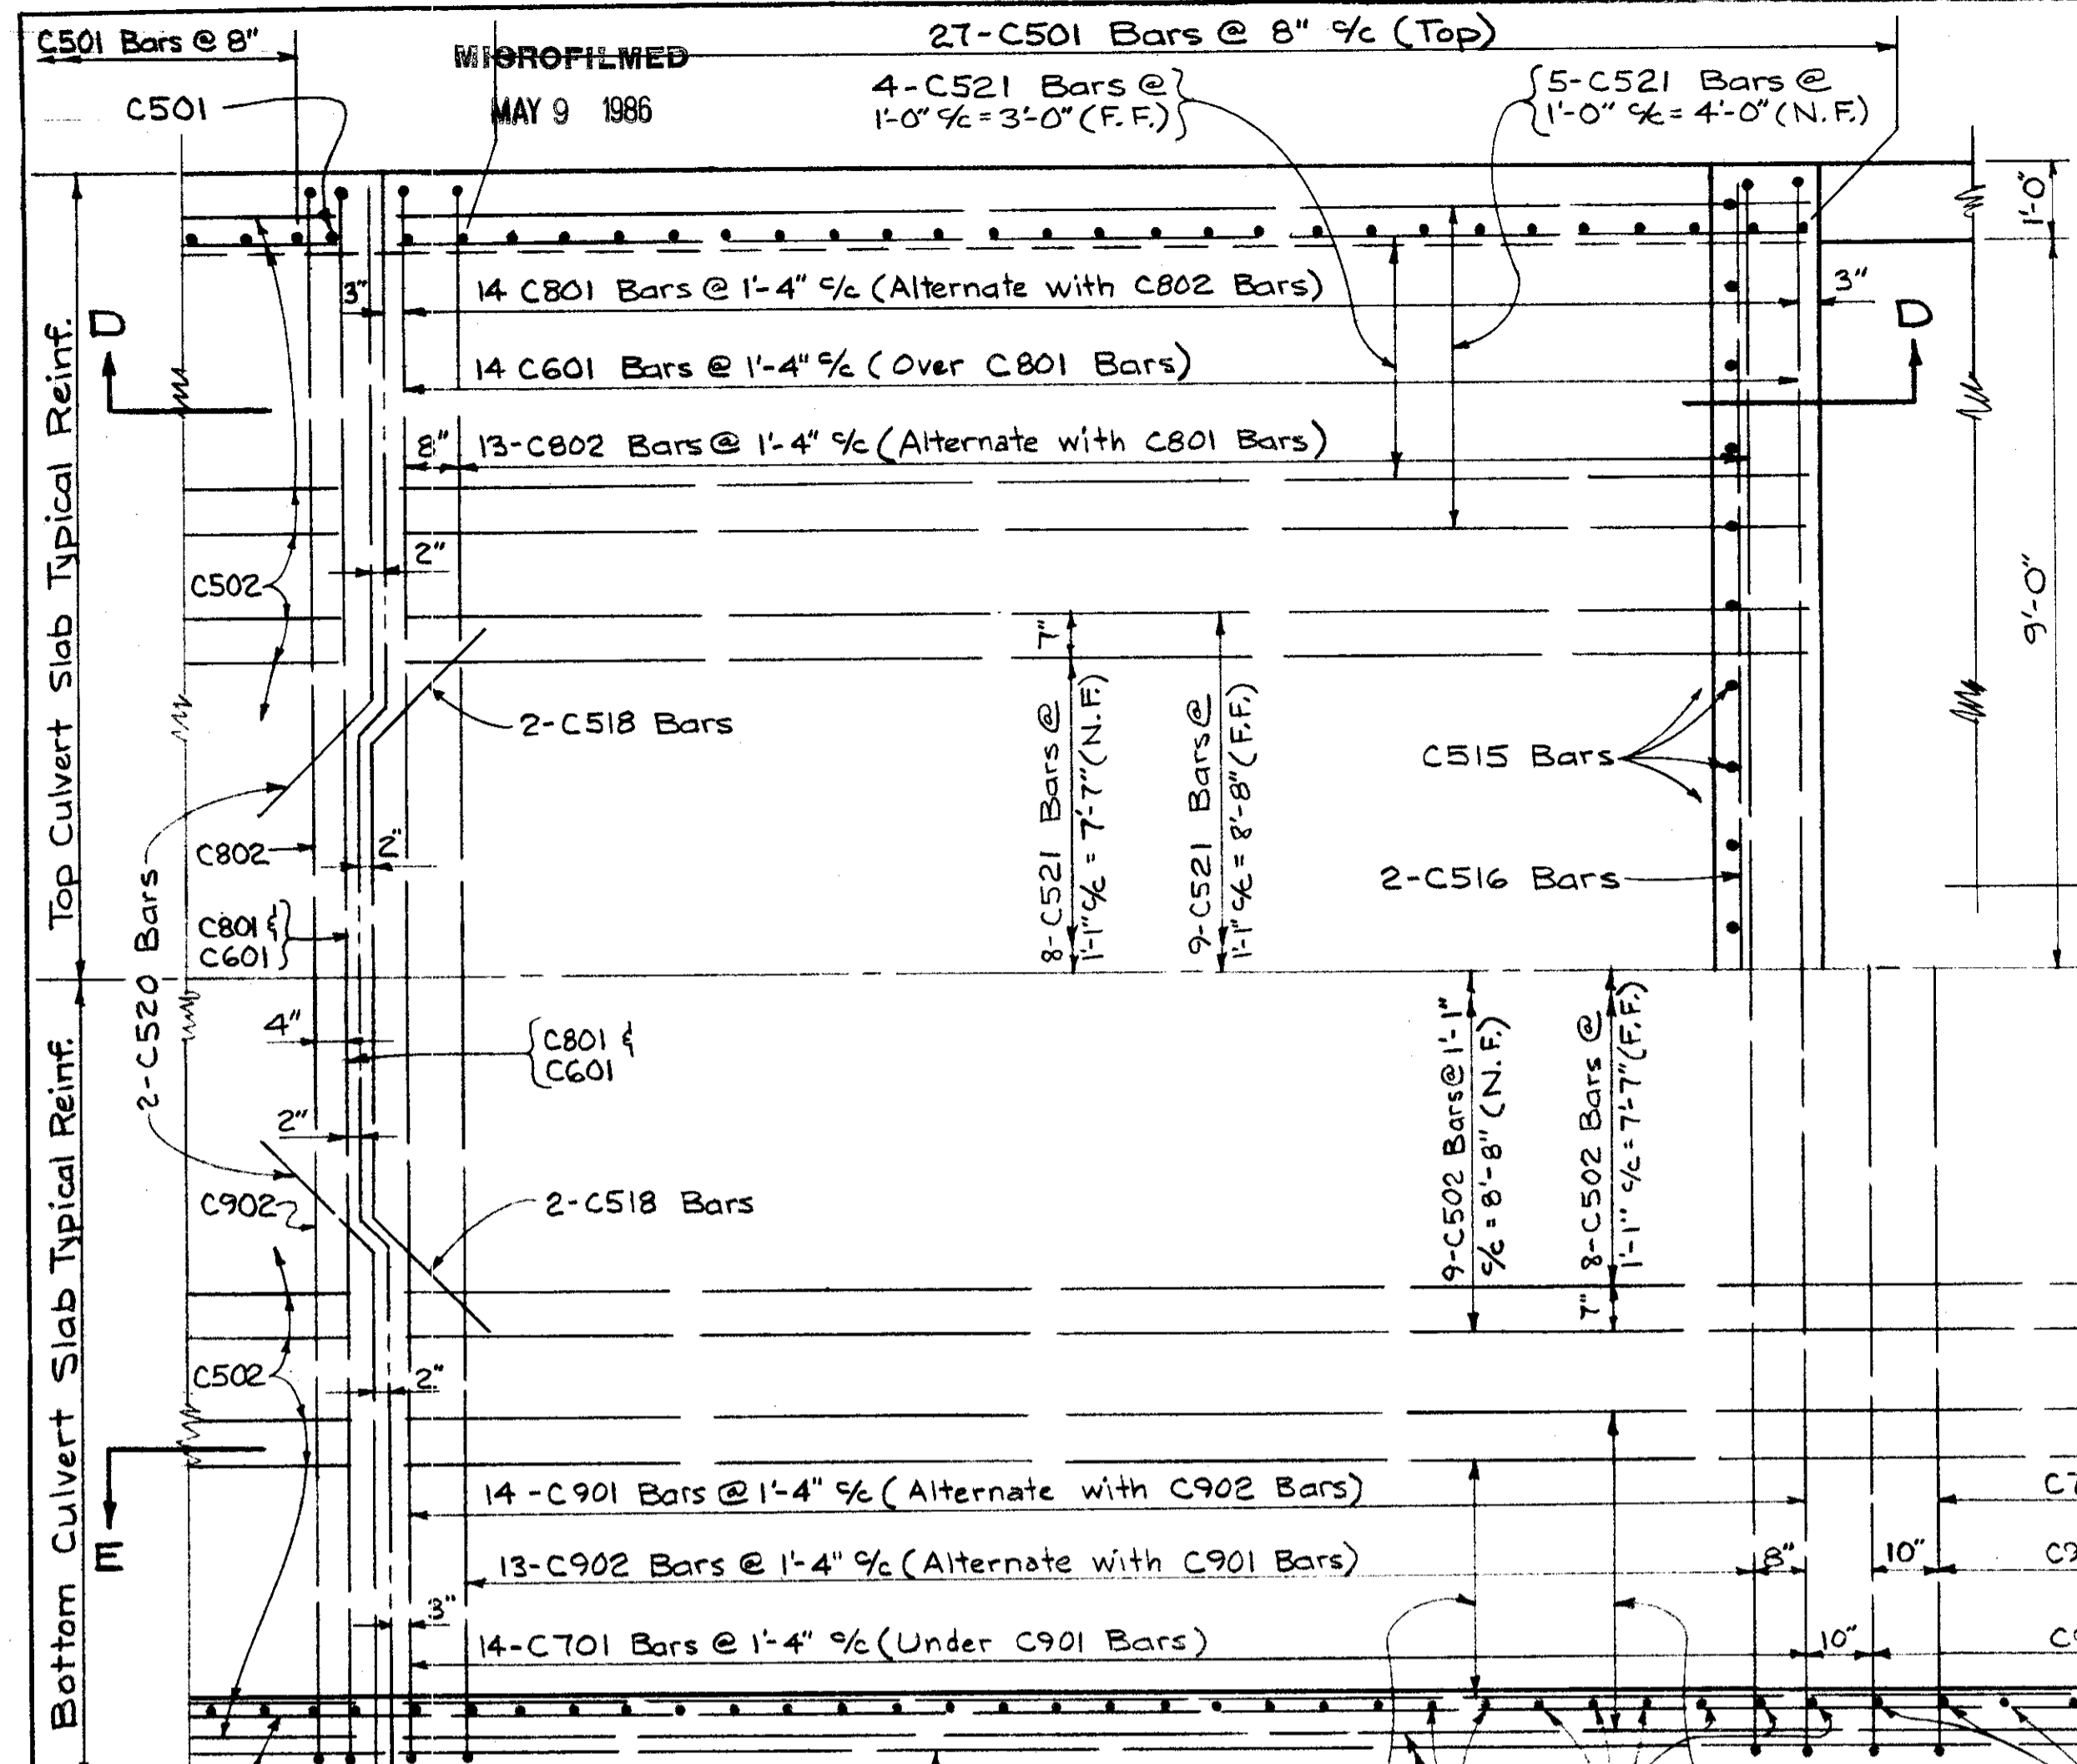 C501 Bars @ 8"
MICROFILMED
MAY 9 1986
27-C501 Bars @ 8" c/c (Top)
C501
4-C521 Bars @
1'-0" c/c = 3'-0" (F.F.)
5-C521 Bars @
1'-0" c/c = 4'-0" (N.F.)
1'-0"
3"
14 C801 Bars @ 1'-4" c/c (Alternate with C802 Bars)
3"
D
D
14 C601 Bars @ 1'-4" c/c (Over C801 Bars)
8"
13-C802 Bars @ 1'-4" c/c (Alternate with C801 Bars)
Top Culvert Slab Typical Reinf.
2"
C502
9'-0"
7"
2-C518 Bars
8-C521 Bars @
1'-1" c/c = 7'-7" (N.F.)
9-C521 Bars @
1'-1" c/c = 8'-8" (F.F.)
C515 Bars
C802
2"
2-C516 Bars
C801 &
C601
2-C520 Bars
4"
C801 &
C601
9-C502 Bars @ 1'-1"
c/c = 8'-8" (N.F.)
8-C502 Bars @
1'-1" c/c = 7'-7" (F.F.)
7"
2"
C902
2-C518 Bars
Bottom Culvert Slab Typical Reinf.
C502
2"
E
14-C901 Bars @ 1'-4" c/c (Alternate with C902 Bars)
13-C902 Bars @ 1'-4" c/c (Alternate with C901 Bars)
8"
10"
3"
14-C701 Bars @ 1'-4" c/c (Under C901 Bars)
10"